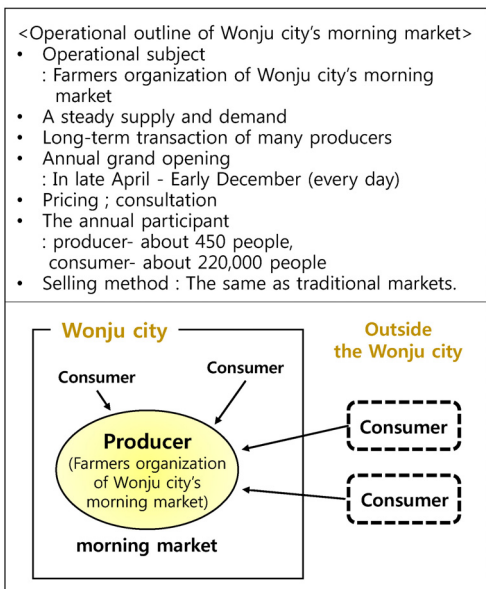 <Operational outline of Wonju city's morning market>
• Operational subject
: Farmers organization of Wonju city's morning
market
• A steady supply and demand
• Long-term transaction of many producers
• Annual grand opening
: In late April - Early December (every day)
• Pricing ; consultation
• The annual participant
: producer- about 450 people,
consumer- about 220,000 people
• Selling method : The same as traditional markets.
Wonju city
Outside
the Wonju city
Consumer
Consumer
Consumer
Producer
(Farmers organization
of Wonju city's
morning market)
Consumer
morning market